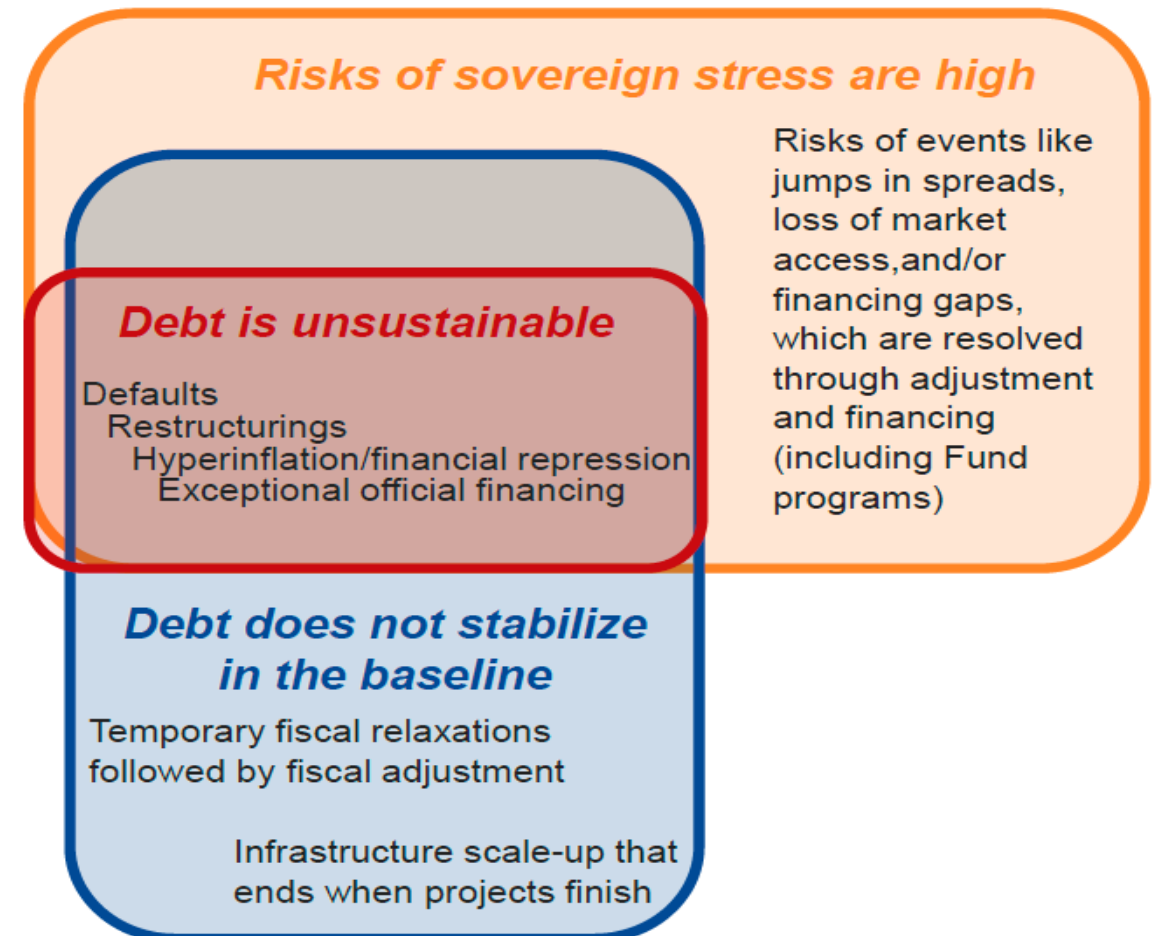 Risks of sovereign stress are high
Risks of events like
jumps in spreads,
loss of market
access,and/or
financing gaps,
which are resolved
through adjustment
and financing
(including Fund
programs)
Debt is unsustainable
Defaults
Restructurings
Hyperinflation/financial repression
Exceptional official financing
Debt does not stabilize
in the baseline
Temporary fiscal relaxations
followed by fiscal adjustment
Infrastructure scale-up that
ends when projects finish